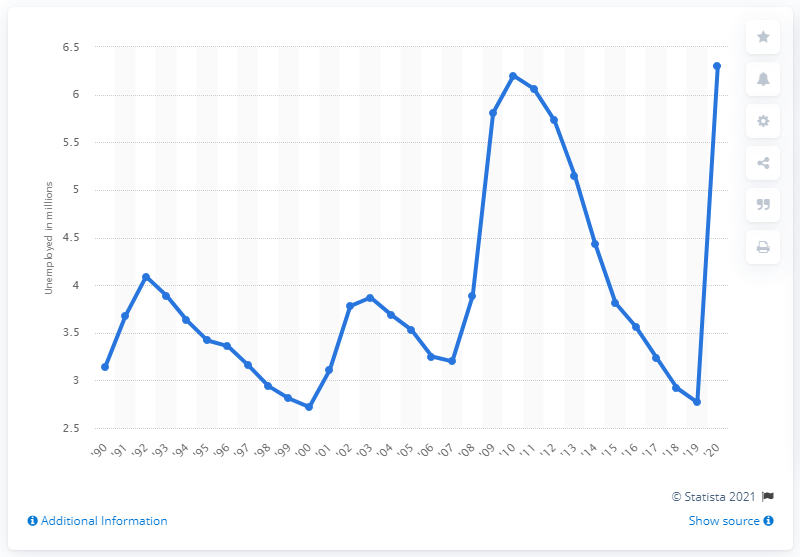 6.5
6
5.5
5
4.5
4
3.5
3
2.5
Unemployed in millions
'90 '91 '92 '93 '94 '95 '96 '97 '98 '99 '00 '01 '02 '03 '04 '05 '06 '07 '08 '09 '10 '11 '12 '13 '14 '15 '16 '17 '18 '19 '20
© Statista 2021
Additional Information
Show source